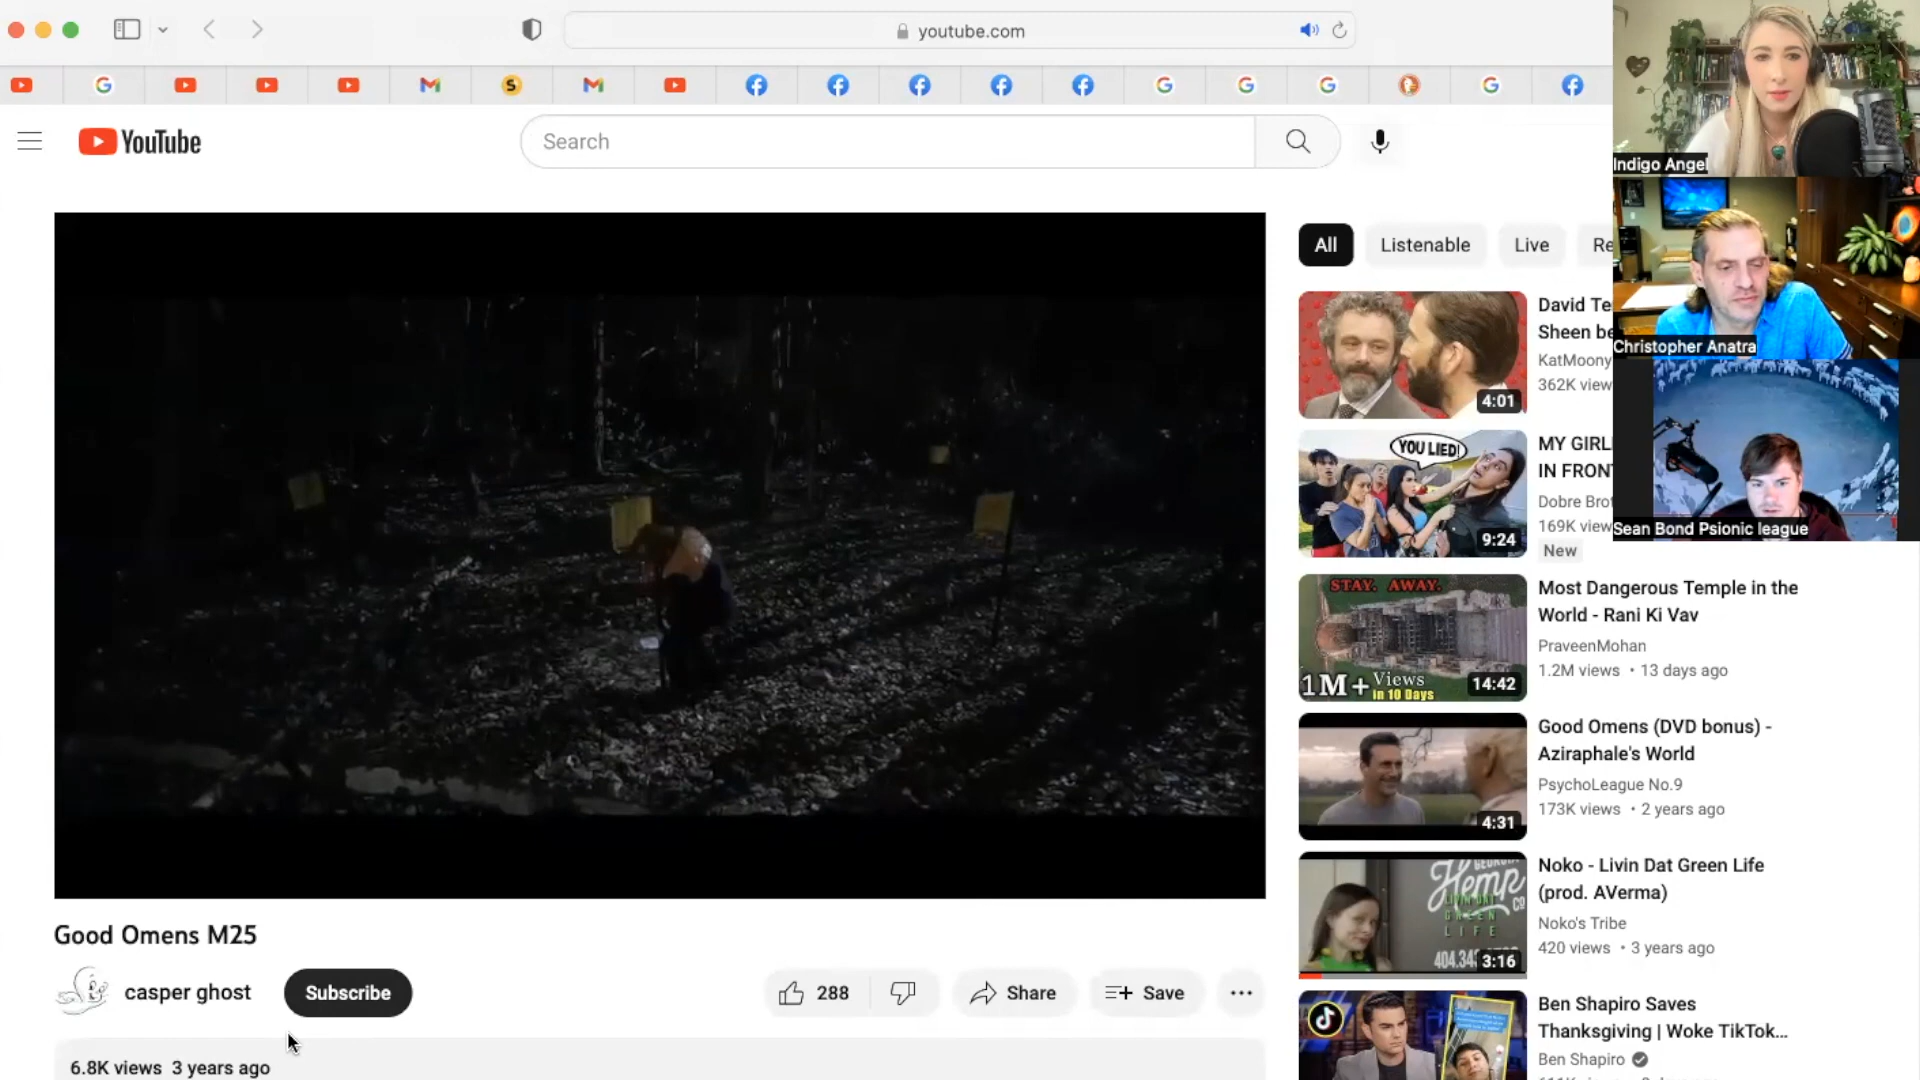 youtube.com
YouTube
Search
All
Listenable
Live
Re
Indigo Angel
Christopher Anatra
Sean Bond Psionic league
David Te
Sheen be
KatMoony
362K view
4:01
YOU LIED!
MY GIRL
IN FRON
Dobre Bro
169K view
New
9:24
STAY. AWAY.
1M+ Views
in 10 Days
14:42
Most Dangerous Temple in the
World - Rani Ki Vav
PraveenMohan
1.2M views • 13 days ago
Good Omens (DVD bonus) -
Aziraphale's World
PsychoLeague No.9
173K views • 2 years ago
4:31
Hemp
CO
LIVIN DAT
GREEN
LIFE
3:16
Noko - Livin Dat Green Life
(prod. AVerma)
Noko's Tribe
420 views • 3 years ago
Ben Shapiro Saves
Thanksgiving | Woke TikTok...
Ben Shapiro
Good Omens M25
casper ghost
Subscribe
288
Share
Save
6.8K views 3 years ago